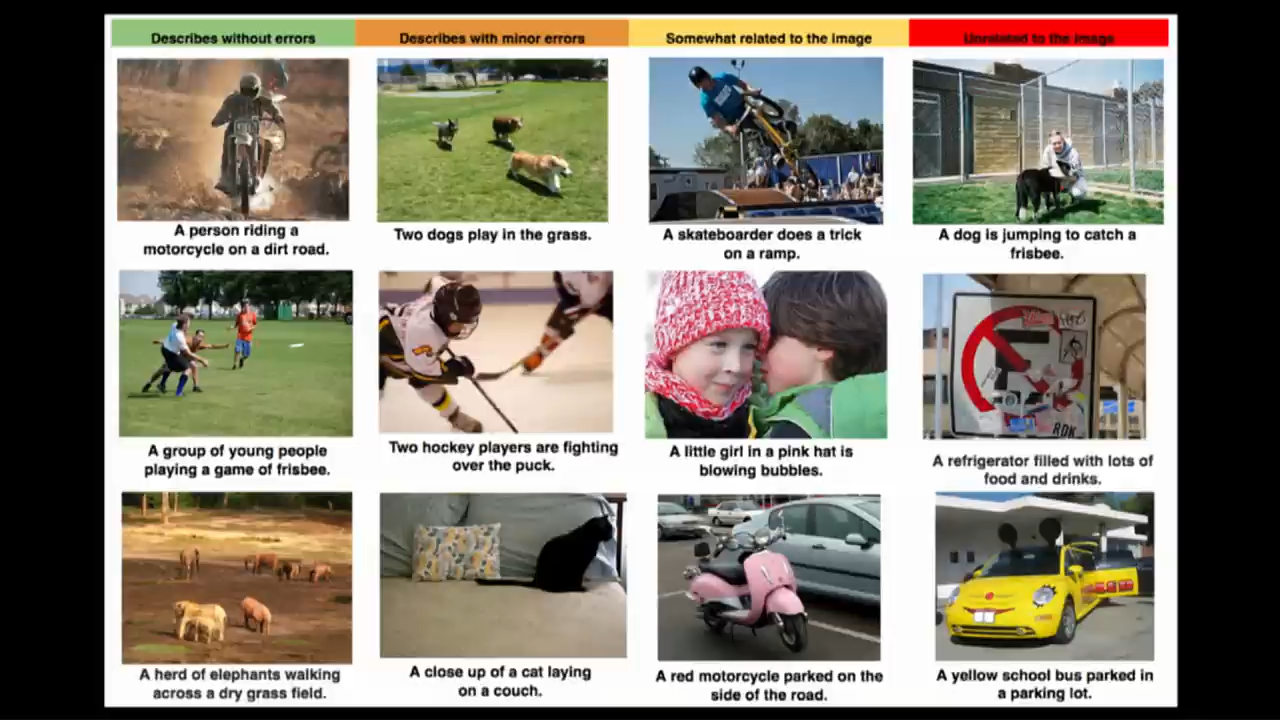 Describes without errors
Describes with minor errors
Somewhat related to the image
Unrelated to the image
A person riding a
motorcycle on a dirt road.
Two dogs play in the grass.
A skateboarder does a trick
on a ramp.
A dog is jumping to catch a
frisbee.
A group of young people
playing a game of frisbee.
Two hockey players are fighting
over the puck.
A little girl in a pink hat is
blowing bubbles.
RDK
A refrigerator filled with lots of
food and drinks.
A herd of elephants walking
across a dry grass field.
A close up of a cat laying
on a couch.
A red motorcycle parked on the
side of the road.
A yellow school bus parked in
a parking lot.